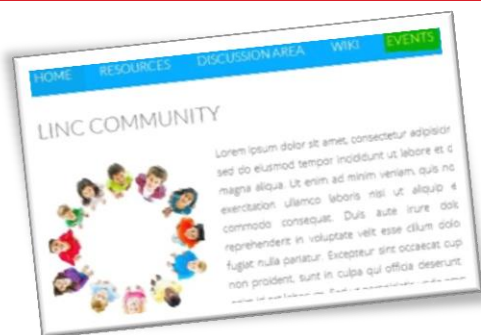 HOME RESOURCES DISCUSSION AREA WIKI EVENTS
LINC COMMUNITY
Lorem ipsum dolor sit amet, consectetur adipisicir
sed do eiusmod tempor incididunt ut labore et c
magna aliqua. Ut enim ad minim veniam, quis no
exercitation ullamco laboris nisi ut aliquip e
commodo consequat. Duis aute irure dolo
reprehenderit in voluptate velit esse cillum dolo
fugiat nulla pariatur. Excepteur sint occaecat cup
non proident, sunt in culpa qui officia deserunt